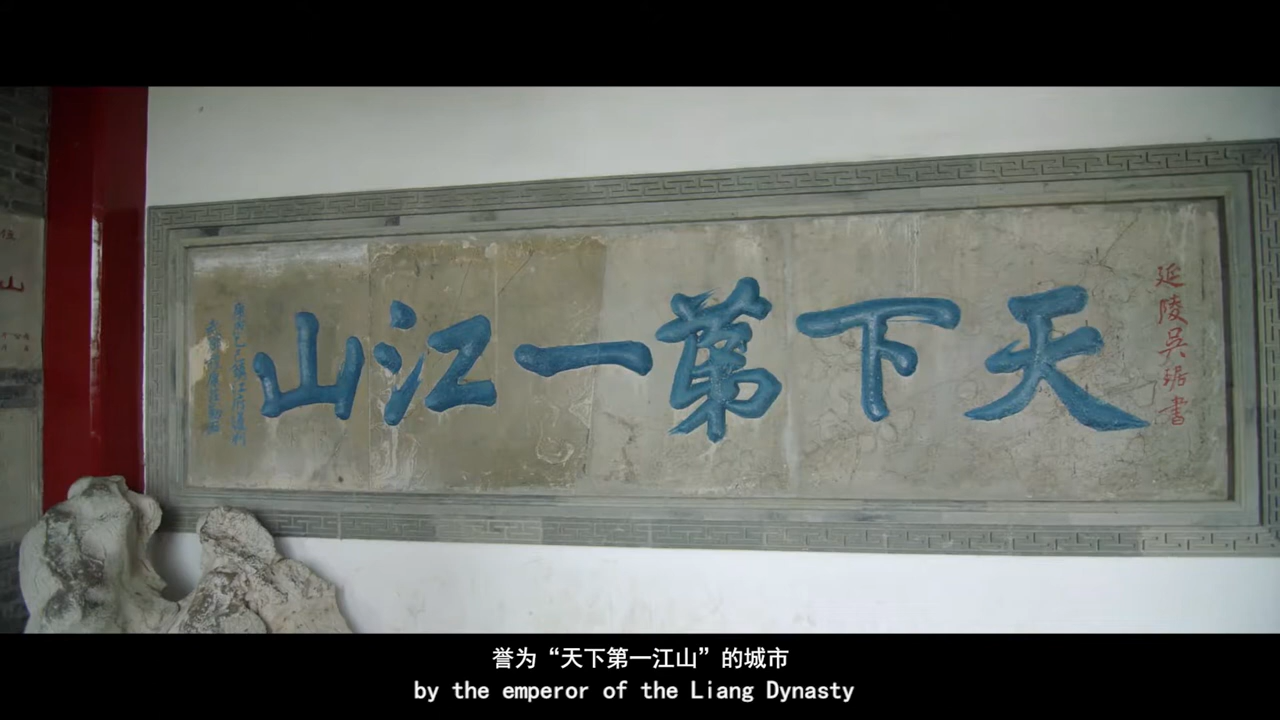 延陵吳琚書
天下第一江山
誉为“天下第一江山”的城市
by the emperor of the Liang Dynasty